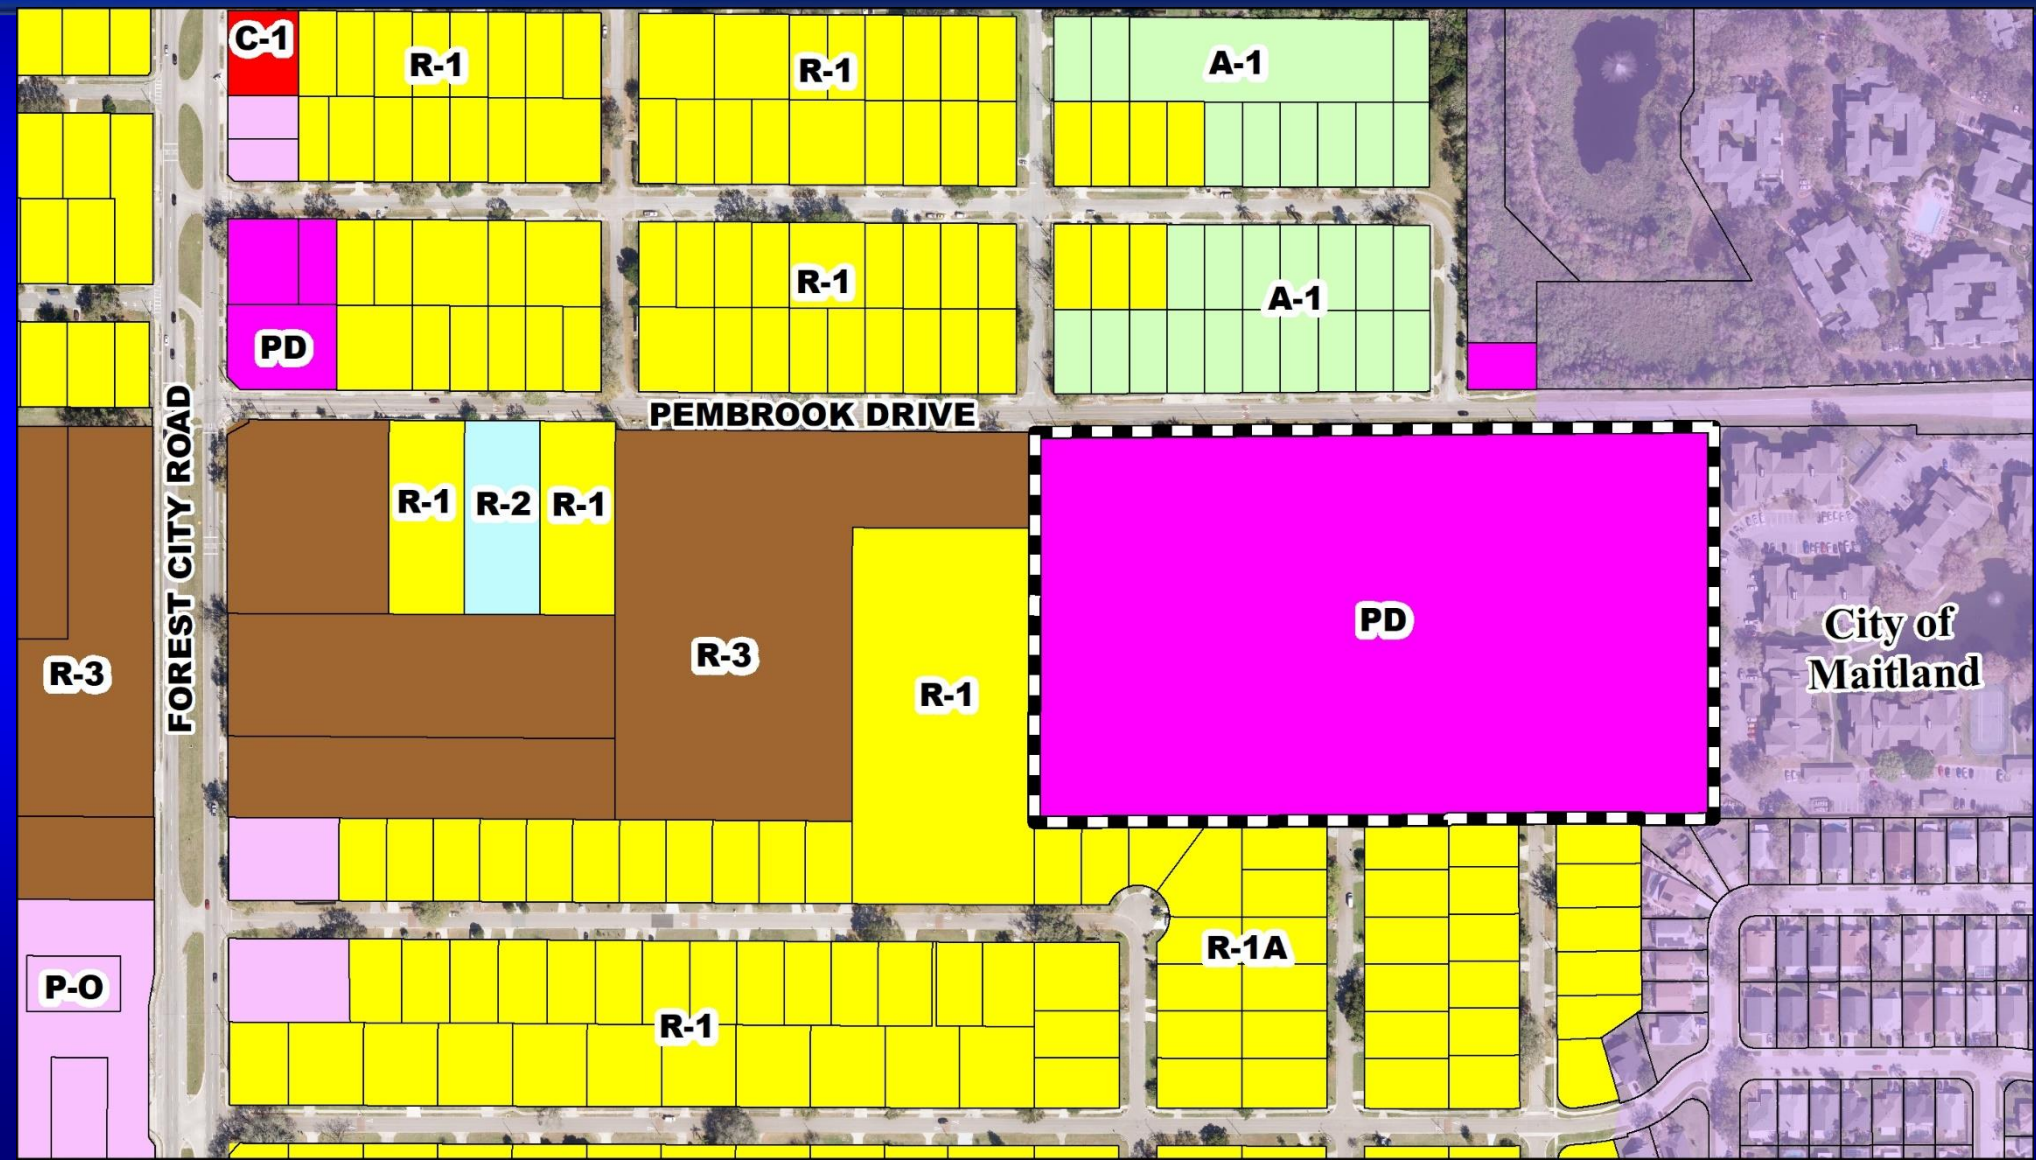 C-1
R-1
R-1
A-1
R-1
A-1
PD
PEMBROOK DRIVE
FOREST CITY ROAD
R-1
R-2
R-1
PD
City of
Maitland
R-3
R-3
R-1
R-1A
P-O
R-1